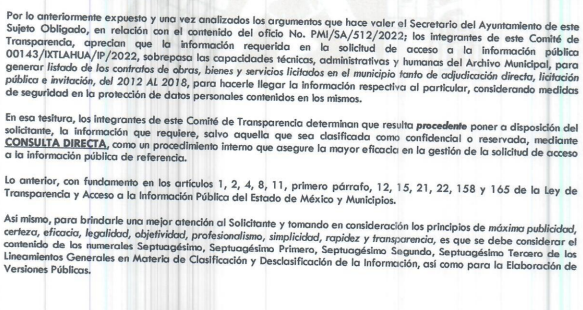 Por lo anteriormente expuesto y una vez analizados los argumentos que hace valer el Secretario del Ayuntamiento de este
Sujeto Obligado, en relación con el contenido del oficio No. PMI/SA/512/2022; los integrantes de este Comité de
Transparencia, aprecian que la información requerida en la solicitud de acceso a la información pública
00143/IXTLAHUA/IP/2022, sobrepasa las capacidades técnicas, administrativas y humanas del Archivo Municipal, para
generar listado de los contratos de obras, bienes y servicios licitados en el municipio tanto de adjudicación directa, licitación
pública e invitación, del 2012 AL 2018, para hacerle llegar la información respectiva al particular, considerando medidas
de seguridad en la protección de datos personales contenidos en los mismos.
En esa tesitura, los integrantes de este Comité de Transparencia determinan que resulta procedente poner a disposición del
solicitante, la información que requiere, salvo aquella que sea clasificada como confidencial o reservada, mediante
CONSULTA DIRECTA, como un procedimiento interno que asegure la mayor eficacia en la gestión de la solicitud de acceso
a la información pública de referencia.
Lo anterior, con fundamento en los artículos 1, 2, 4, 8, 11, primero párrafo, 12, 15, 21, 22, 158 y 165 de la Ley de
Transparencia y Acceso a la Información Pública del Estado de México y Municipios.
Asi mismo, para brindarle una mejor atención al Solicitante y tomando en consideración los principios de máxima publicidad,
certeza, eficacia, legalidad, objetividad, profesionalismo, simplicidad, rapidez y transparencia, es que se debe considerar el
contenido de los numerales Septuagésimo, Septuagésimo Primero, Septuagésimo Segundo, Septuagésimo Tercero de los
Lineamientos Generales en Materia de Clasificación y Desclasificación de la Información, asi como para la Elaboración de
Versiones Públicas.